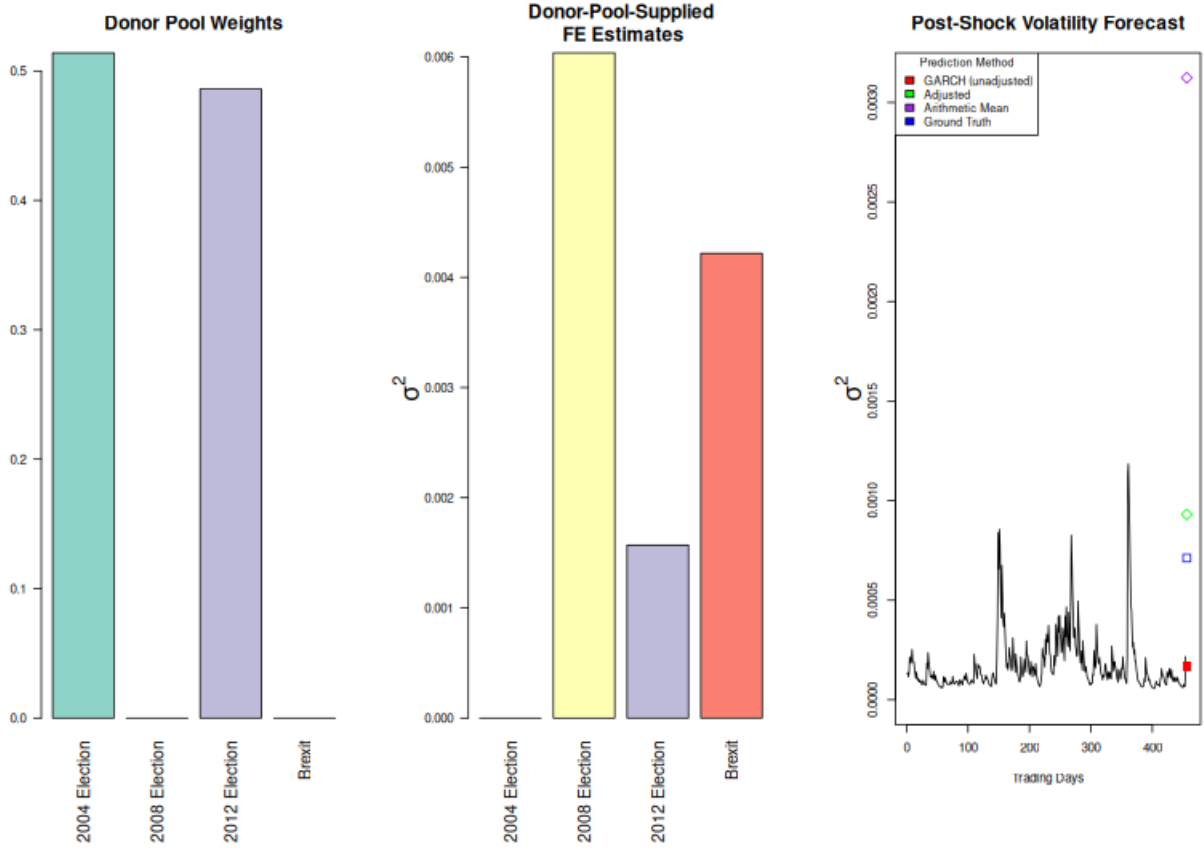 Donor Pool Weights
0.5
0.4
0.3
0.2
0.1
0.0
2004 Election
2008 Election
2012 Election
Brexit
Donor-Pool-Supplied
FE Estimates
σ2
0.006
0.005
0.004
0.003
0.002
0.001
0.000
2004 Election
2008 Election
2012 Election
Brexit
Post-Shock Volatility Forecast
Prediction Method
GARCH (unadjusted)
Adjusted
Arithmetic Mean
Ground Truth
σ2
0.0030
0.0025
0.0020
0.0015
0.0010
0.0005
0.0000
0
100
200
300
400
Trading Days